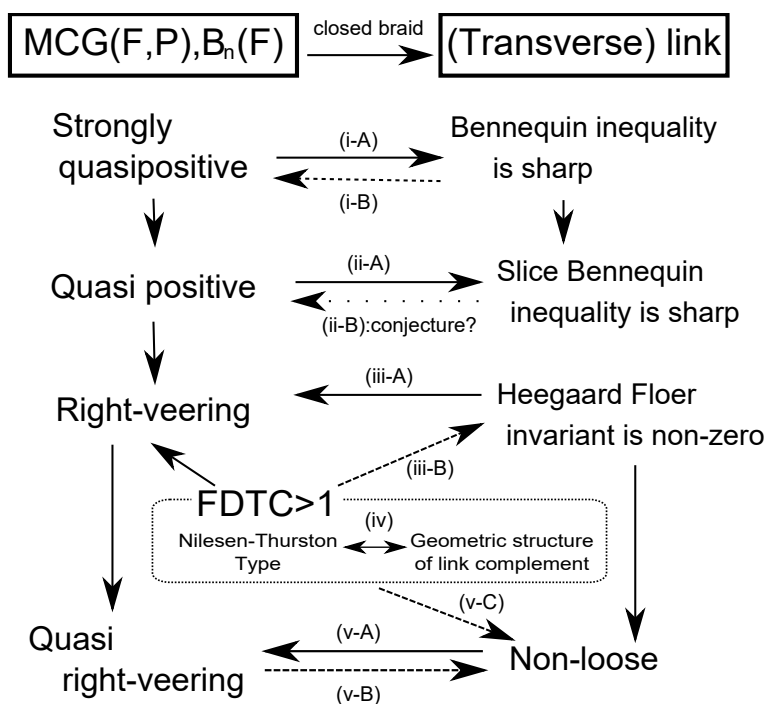 MCG(F,P),Bn(F)
closed braid
(Transverse) link
Strongly
quasipositive
(i-A)
(i-B)
Bennequin inequality
is sharp
Quasi positive
(ii-A)
(ii-B):conjecture?
Slice Bennequin
inequality is sharp
Right-veering
(iii-A)
Heegaard Floer
invariant is non-zero
(iii-B)
FDTC>1
Nilesen-Thurston
Type
(iv)
Geometric structure
of link complement
(v-C)
Quasi
right-veering
(v-A)
(v-B)
Non-loose